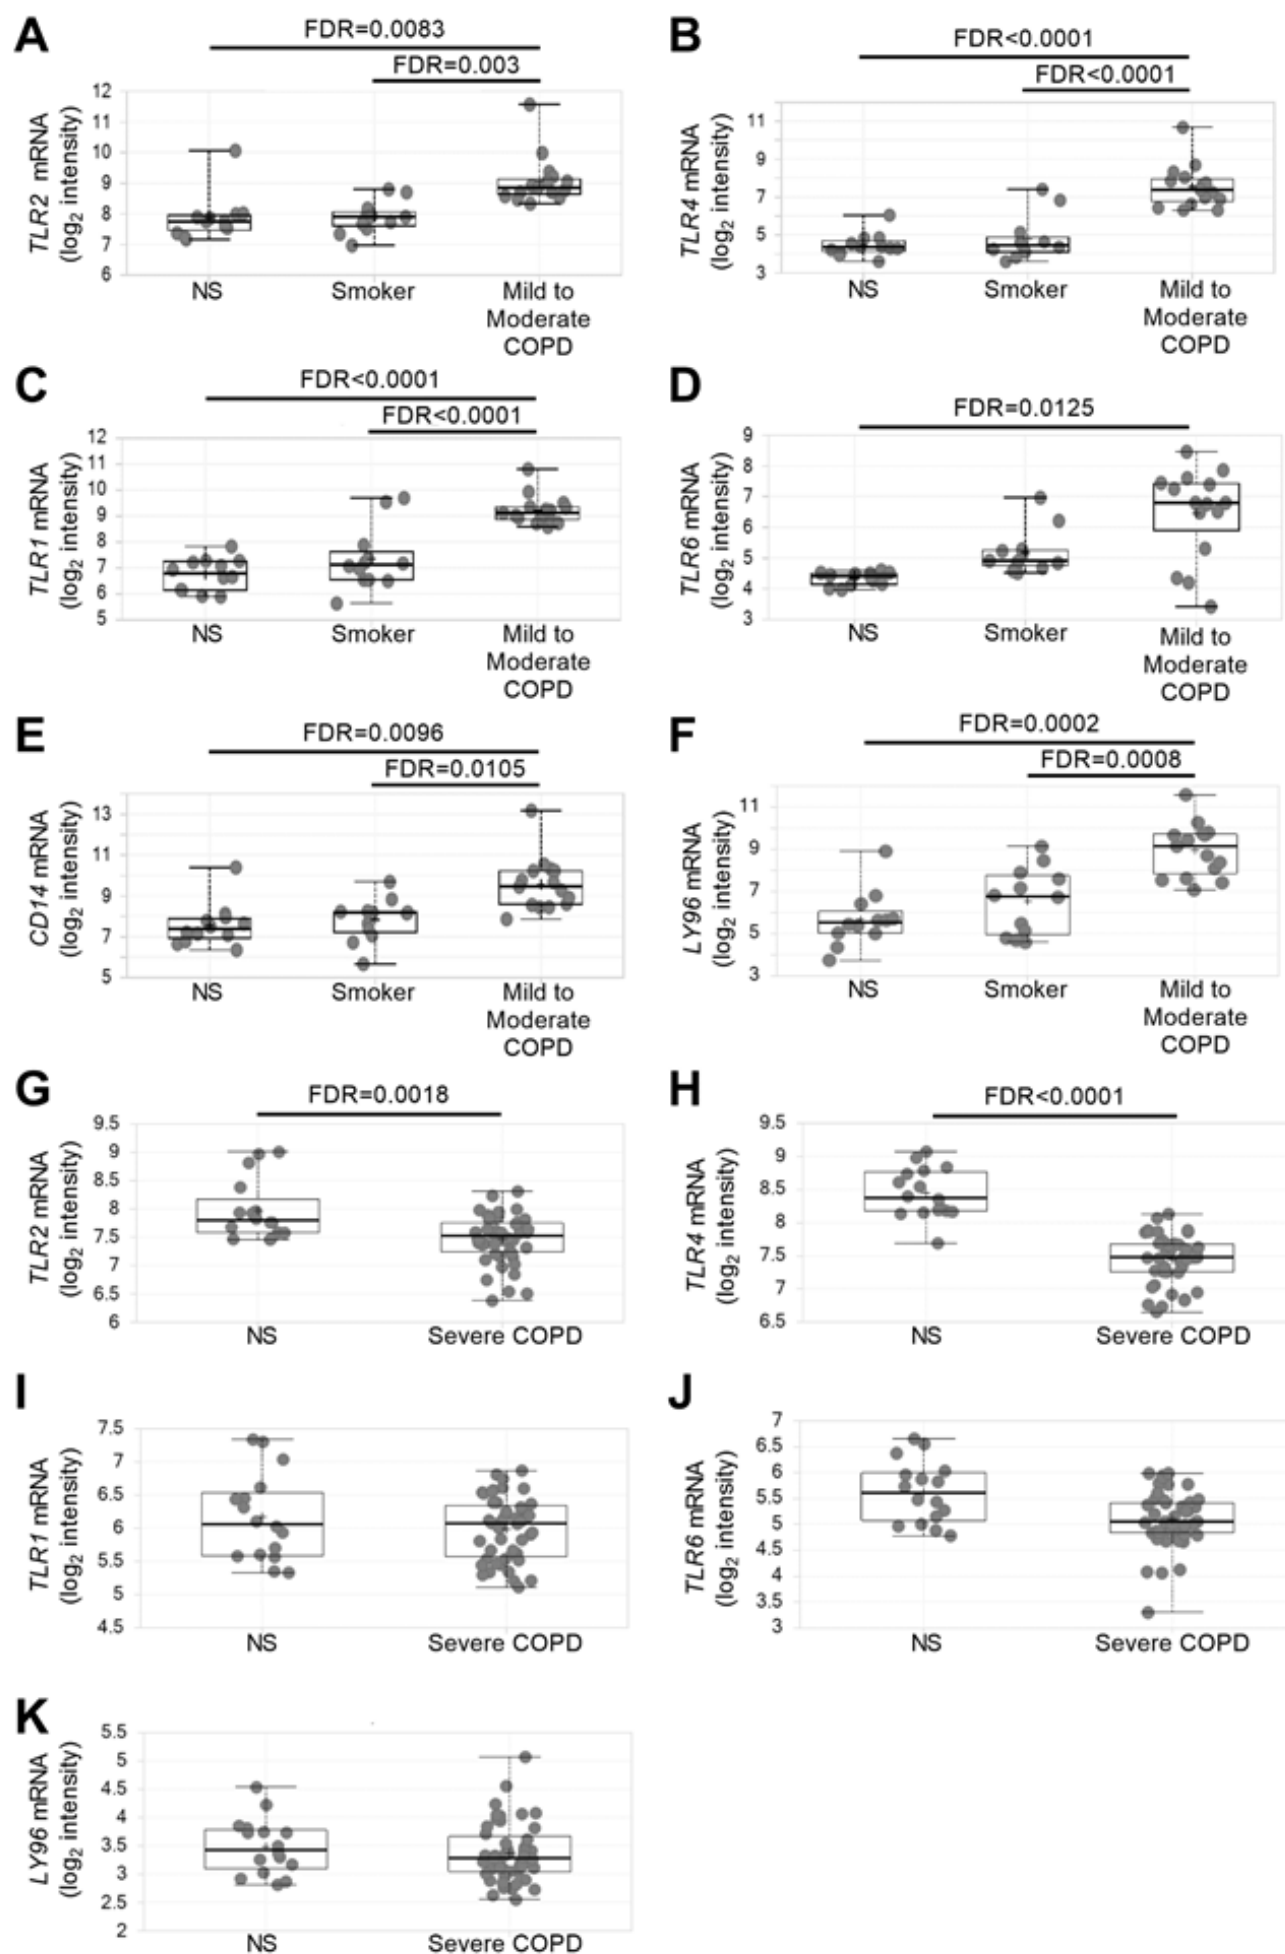 A
FDR=0.0083
FDR=0.003
TLR2 mRNA
(log2 intensity)
12
11
10
9
8
7
6
NS Smoker Mild to
Moderate
COPD
B
FDR<0.0001
FDR<0.0001
TLR4 mRNA
(log2 intensity)
11
9
7
5
3
NS Smoker Mild to
Moderate
COPD
C
FDR<0.0001
FDR<0.0001
TLR1 mRNA
(log2 intensity)
12
11
10
9
8
7
6
5
NS Smoker Mild to
Moderate
COPD
D
FDR=0.0125
TLR6 mRNA
(log2 intensity)
9
8
7
6
5
4
3
NS Smoker Mild to
Moderate
COPD
E
FDR=0.0096
FDR=0.0105
CD14 mRNA
(log2 intensity)
13
11
9
7
5
NS Smoker Mild to
Moderate
COPD
F
FDR=0.0002
FDR=0.0008
LY96 mRNA
(log2 intensity)
11
9
7
5
3
NS Smoker Mild to
Moderate
COPD
G
FDR=0.0018
TLR2 mRNA
(log2 intensity)
9.5
9
8.5
8
7.5
7
6.5
6
NS Severe COPD
H
FDR<0.0001
TLR4 mRNA
(log2 intensity)
9.5
9
8.5
8
7.5
7
6.5
NS Severe COPD
I
TLR1 mRNA
(log2 intensity)
7.5
7
6.5
6
5.5
5
4.5
NS Severe COPD
J
TLR6 mRNA
(log2 intensity)
7
6.5
6
5.5
5
4.5
4
3.5
3
NS Severe COPD
K
LY96 mRNA
(log2 intensity)
5.5
5
4.5
4
3.5
3
2.5
2
NS Severe COPD